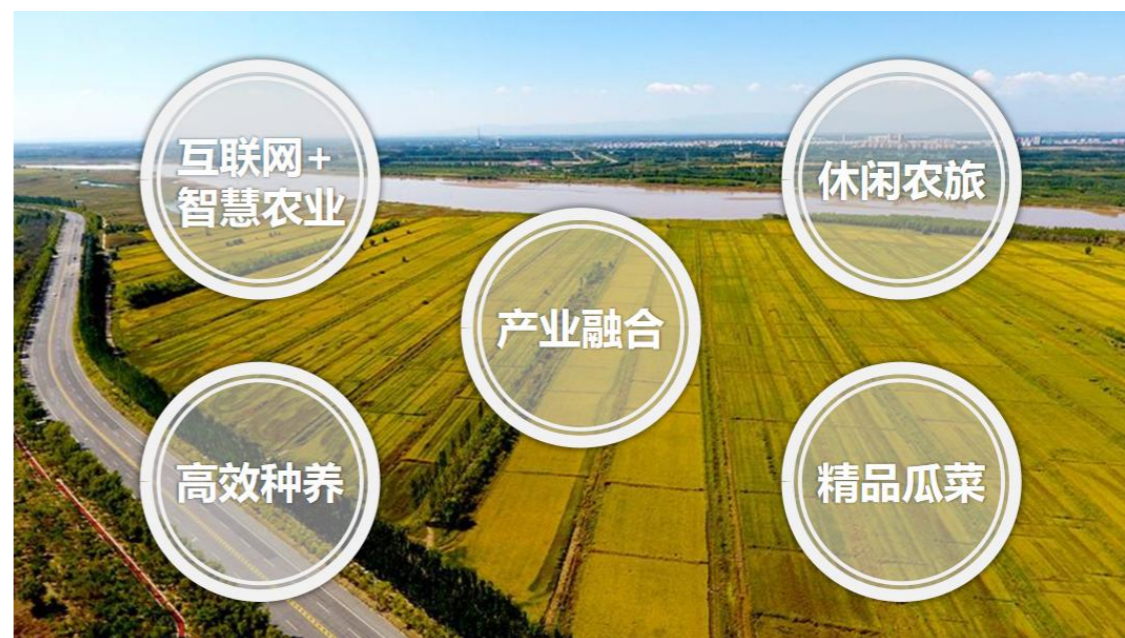 互联网+
智慧农业
休闲农旅
产业融合
高效种养
精品瓜菜